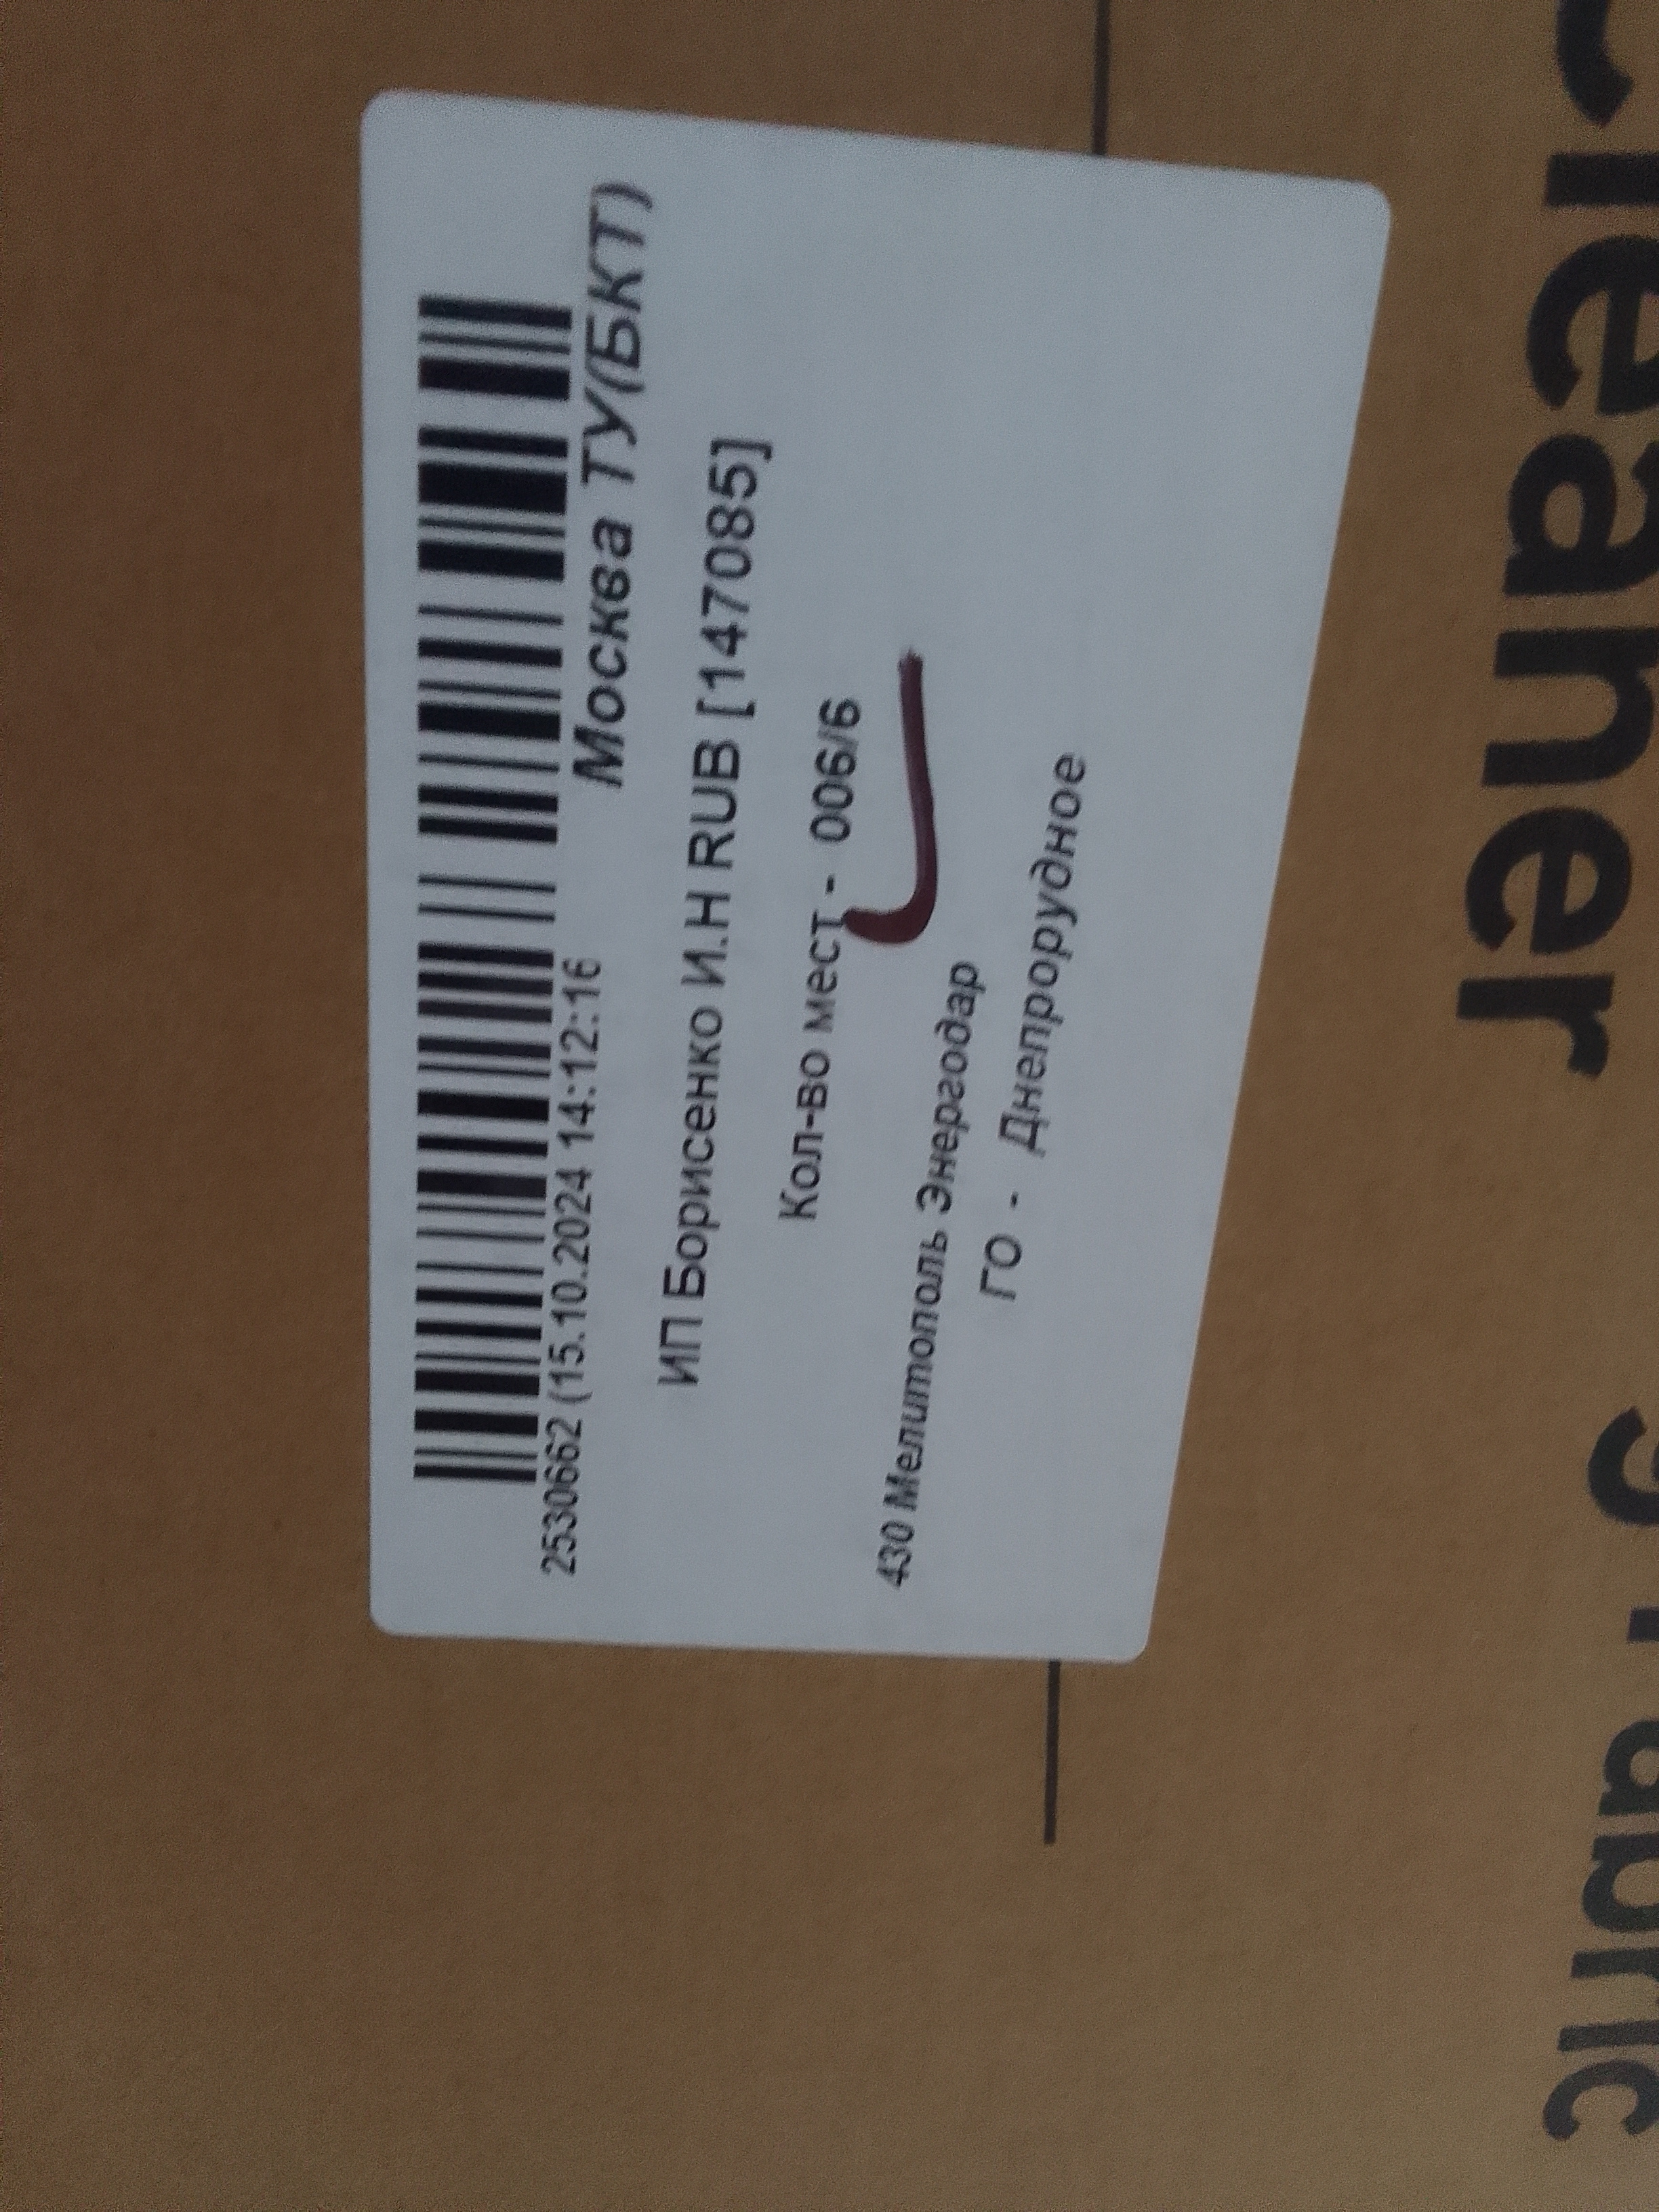 2530662 (15.10.2024 14:12:16
Москва ТУ(БКТ)
ИП Борисенко И.Н RUB [147085]
Кол-во мест - 006/6
430 Мелитополь Энергодар
ГО - Днепрорудное
Cleaner
g Fabric